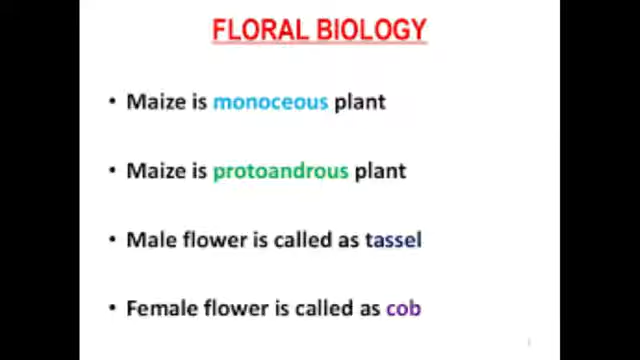 FLORAL BIOLOGY
• Maize is monoceous plant
• Maize is protoandrous plant
• Male flower is called as tassel
• Female flower is called as cob